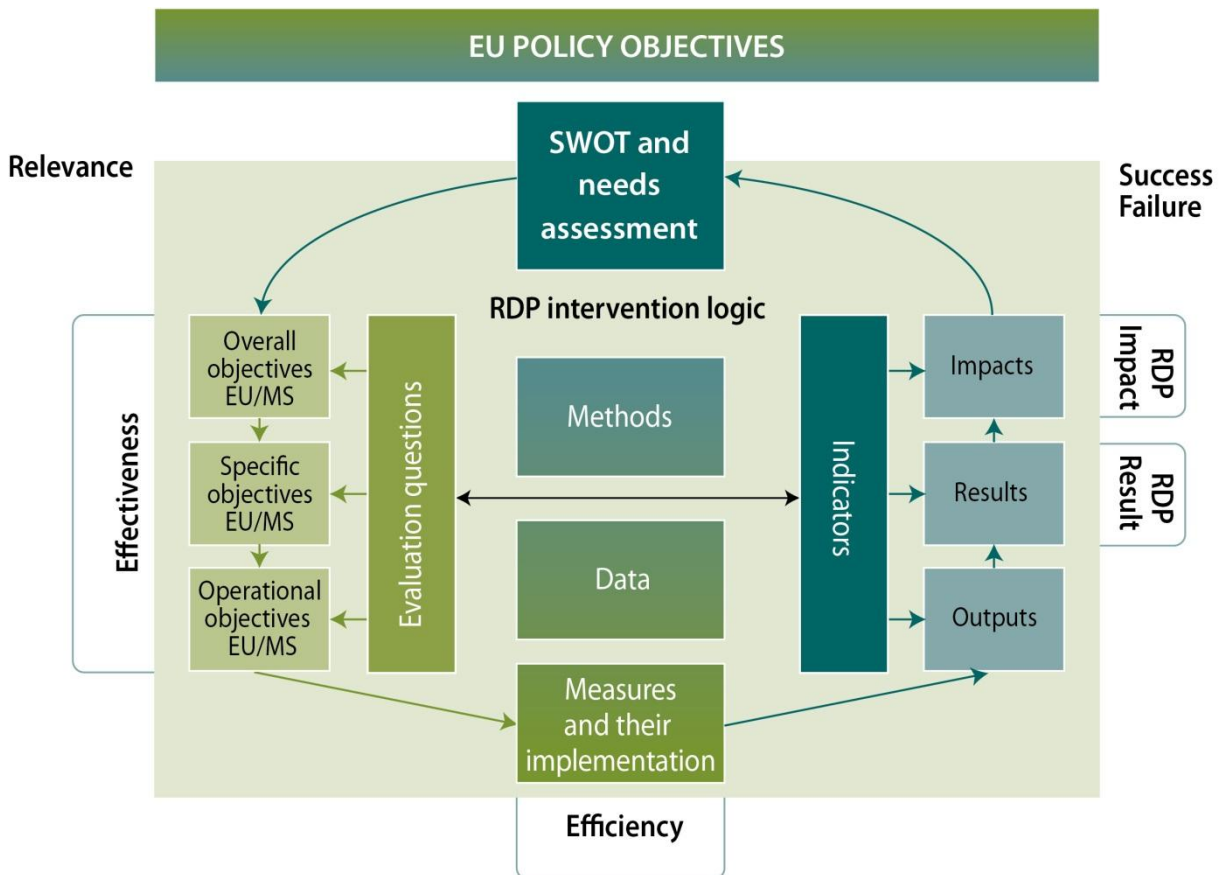 EU POLICY OBJECTIVES
SWOT and
needs
assessment
Relevance
Success
Failure
RDP intervention logic
Effectiveness
Overall
objectives
EU/MS
Specific
objectives
EU/MS
Operational
objectives
EU/MS
Evaluation questions
Methods
Data
Measures
and their
implementation
Indicators
Impacts
Results
Outputs
RDP
Impact
RDP
Result
Efficiency